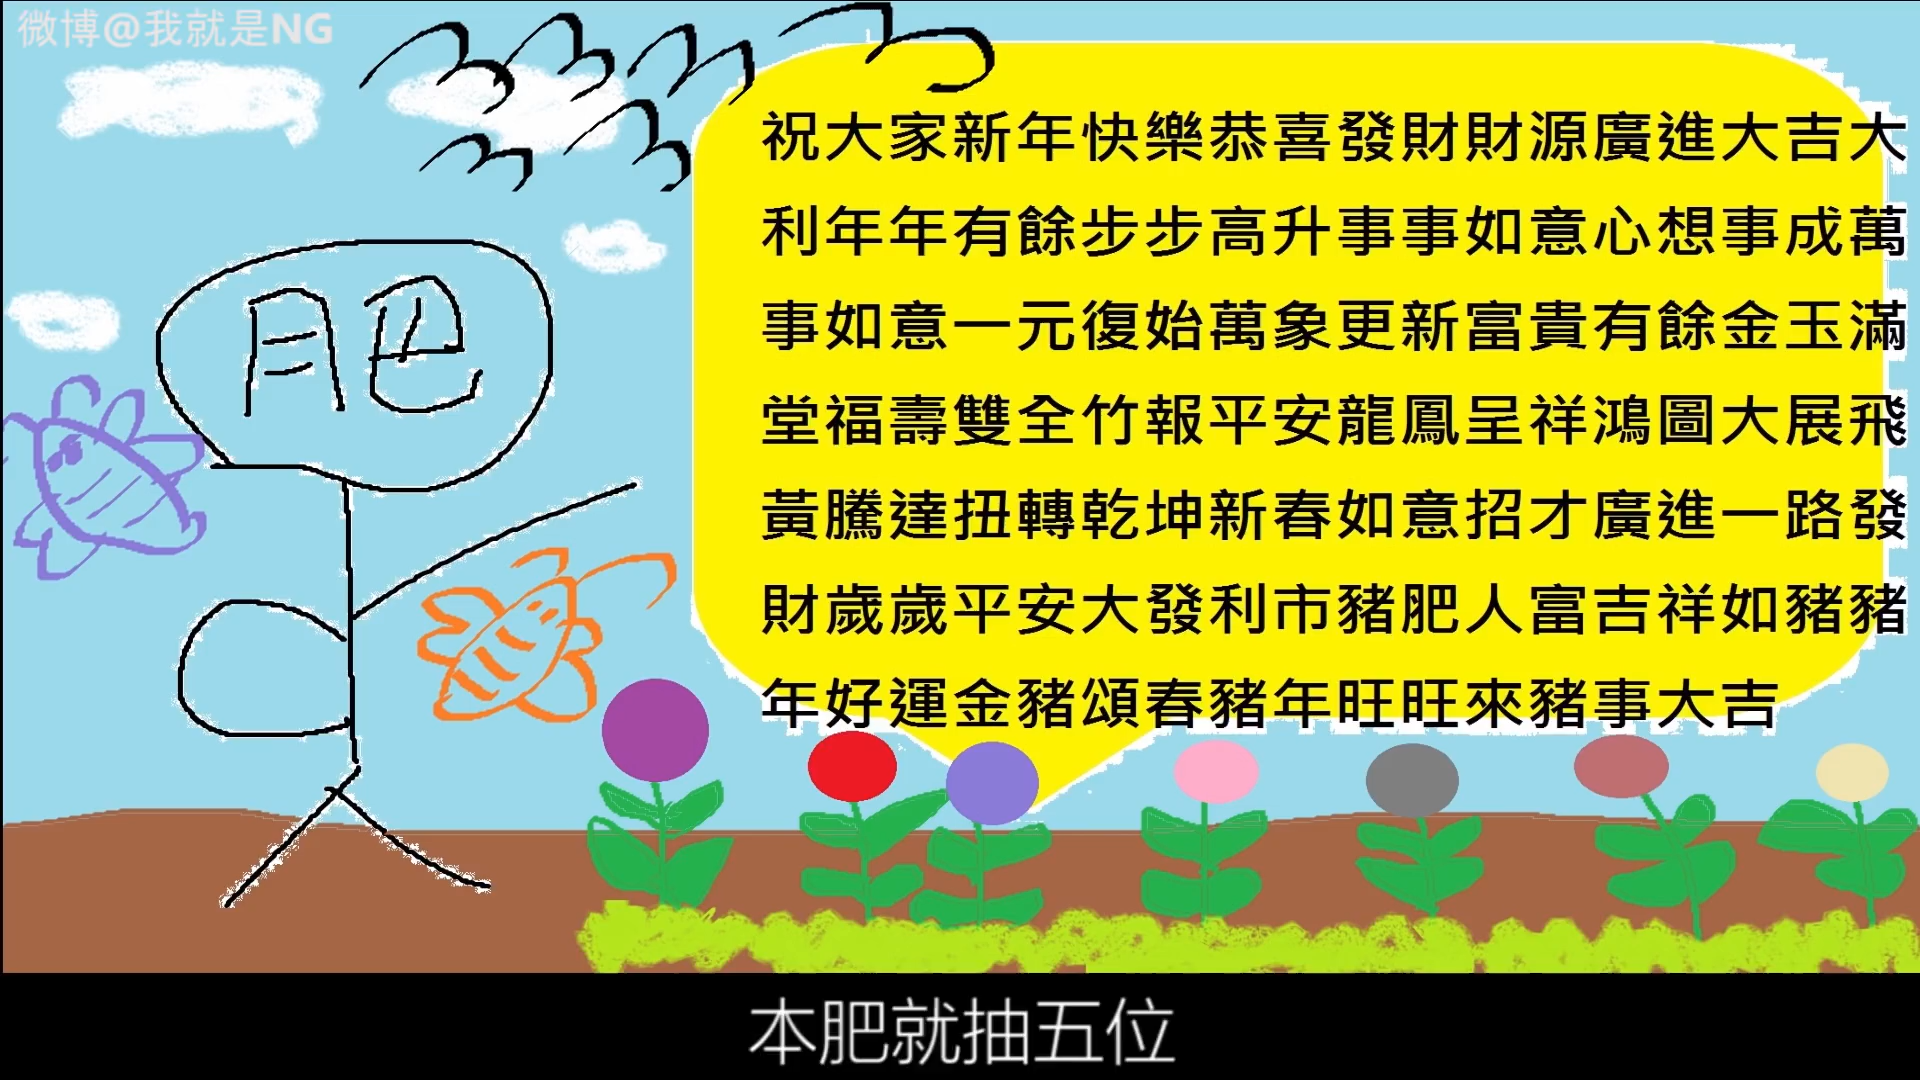 微博@我就是NG
祝大家新年快樂恭喜發財財源廣進大吉大
利年年有餘步步高升事事如意心想事成萬
事如意一元復始萬象更新富貴有餘金玉滿
堂福壽雙全竹報平安龍鳳呈祥鴻圖大展飛
黃騰達扭轉乾坤新春如意招才廣進一路發
財歲歲平安大發利市豬肥人富吉祥如豬豬
年好運金豬頌春豬年旺旺來豬事大吉
肥
本肥就抽五位